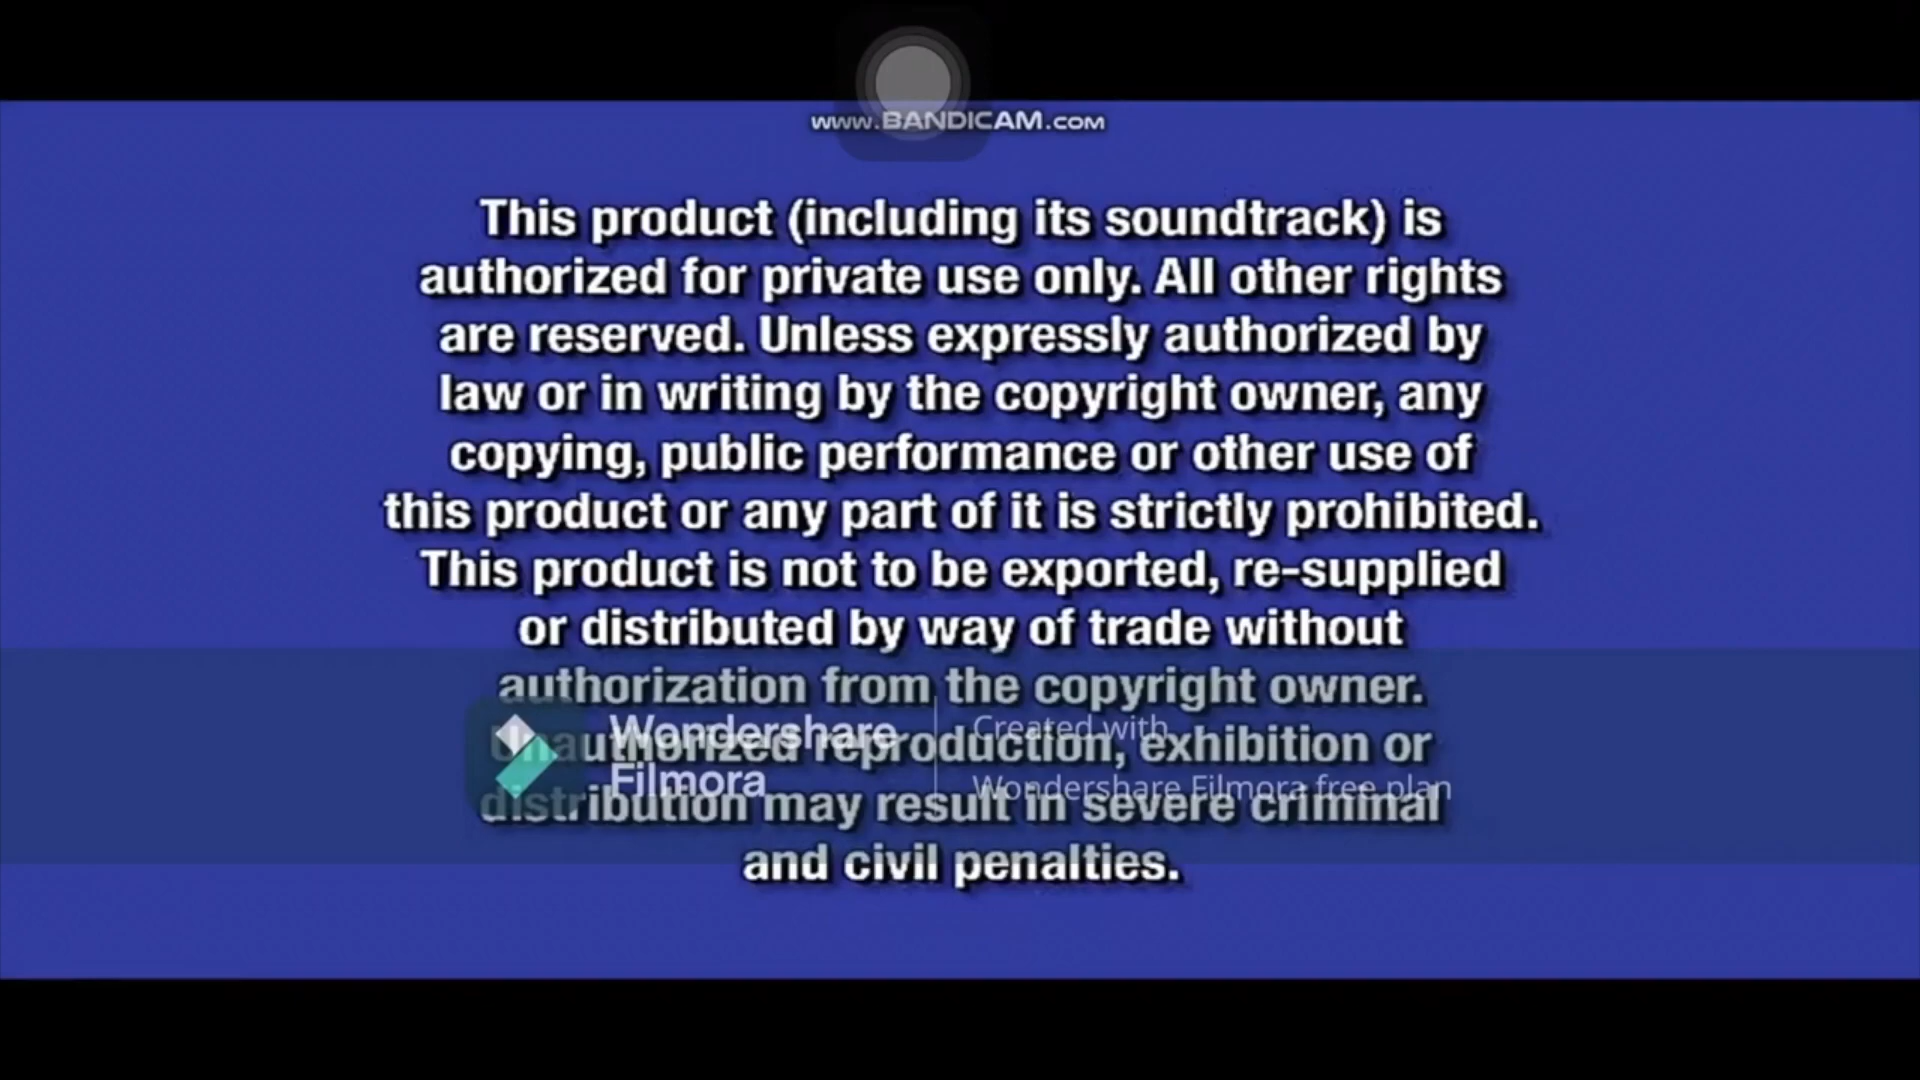 www.BANDICAM.com
This product (including its soundtrack) is
authorized for private use only. All other rights
are reserved. Unless expressly authorized by
law or in writing by the copyright owner, any
copying, public performance or other use of
this product or any part of it is strictly prohibited.
This product is not to be exported, re-supplied
or distributed by way of trade without
authorization from the copyright owner.
Unauthorized reproduction, exhibition or
distribution may result in severe criminal
and civil penalties.
Wondershare
Filmora
Created with
Wondershare Filmora free plan